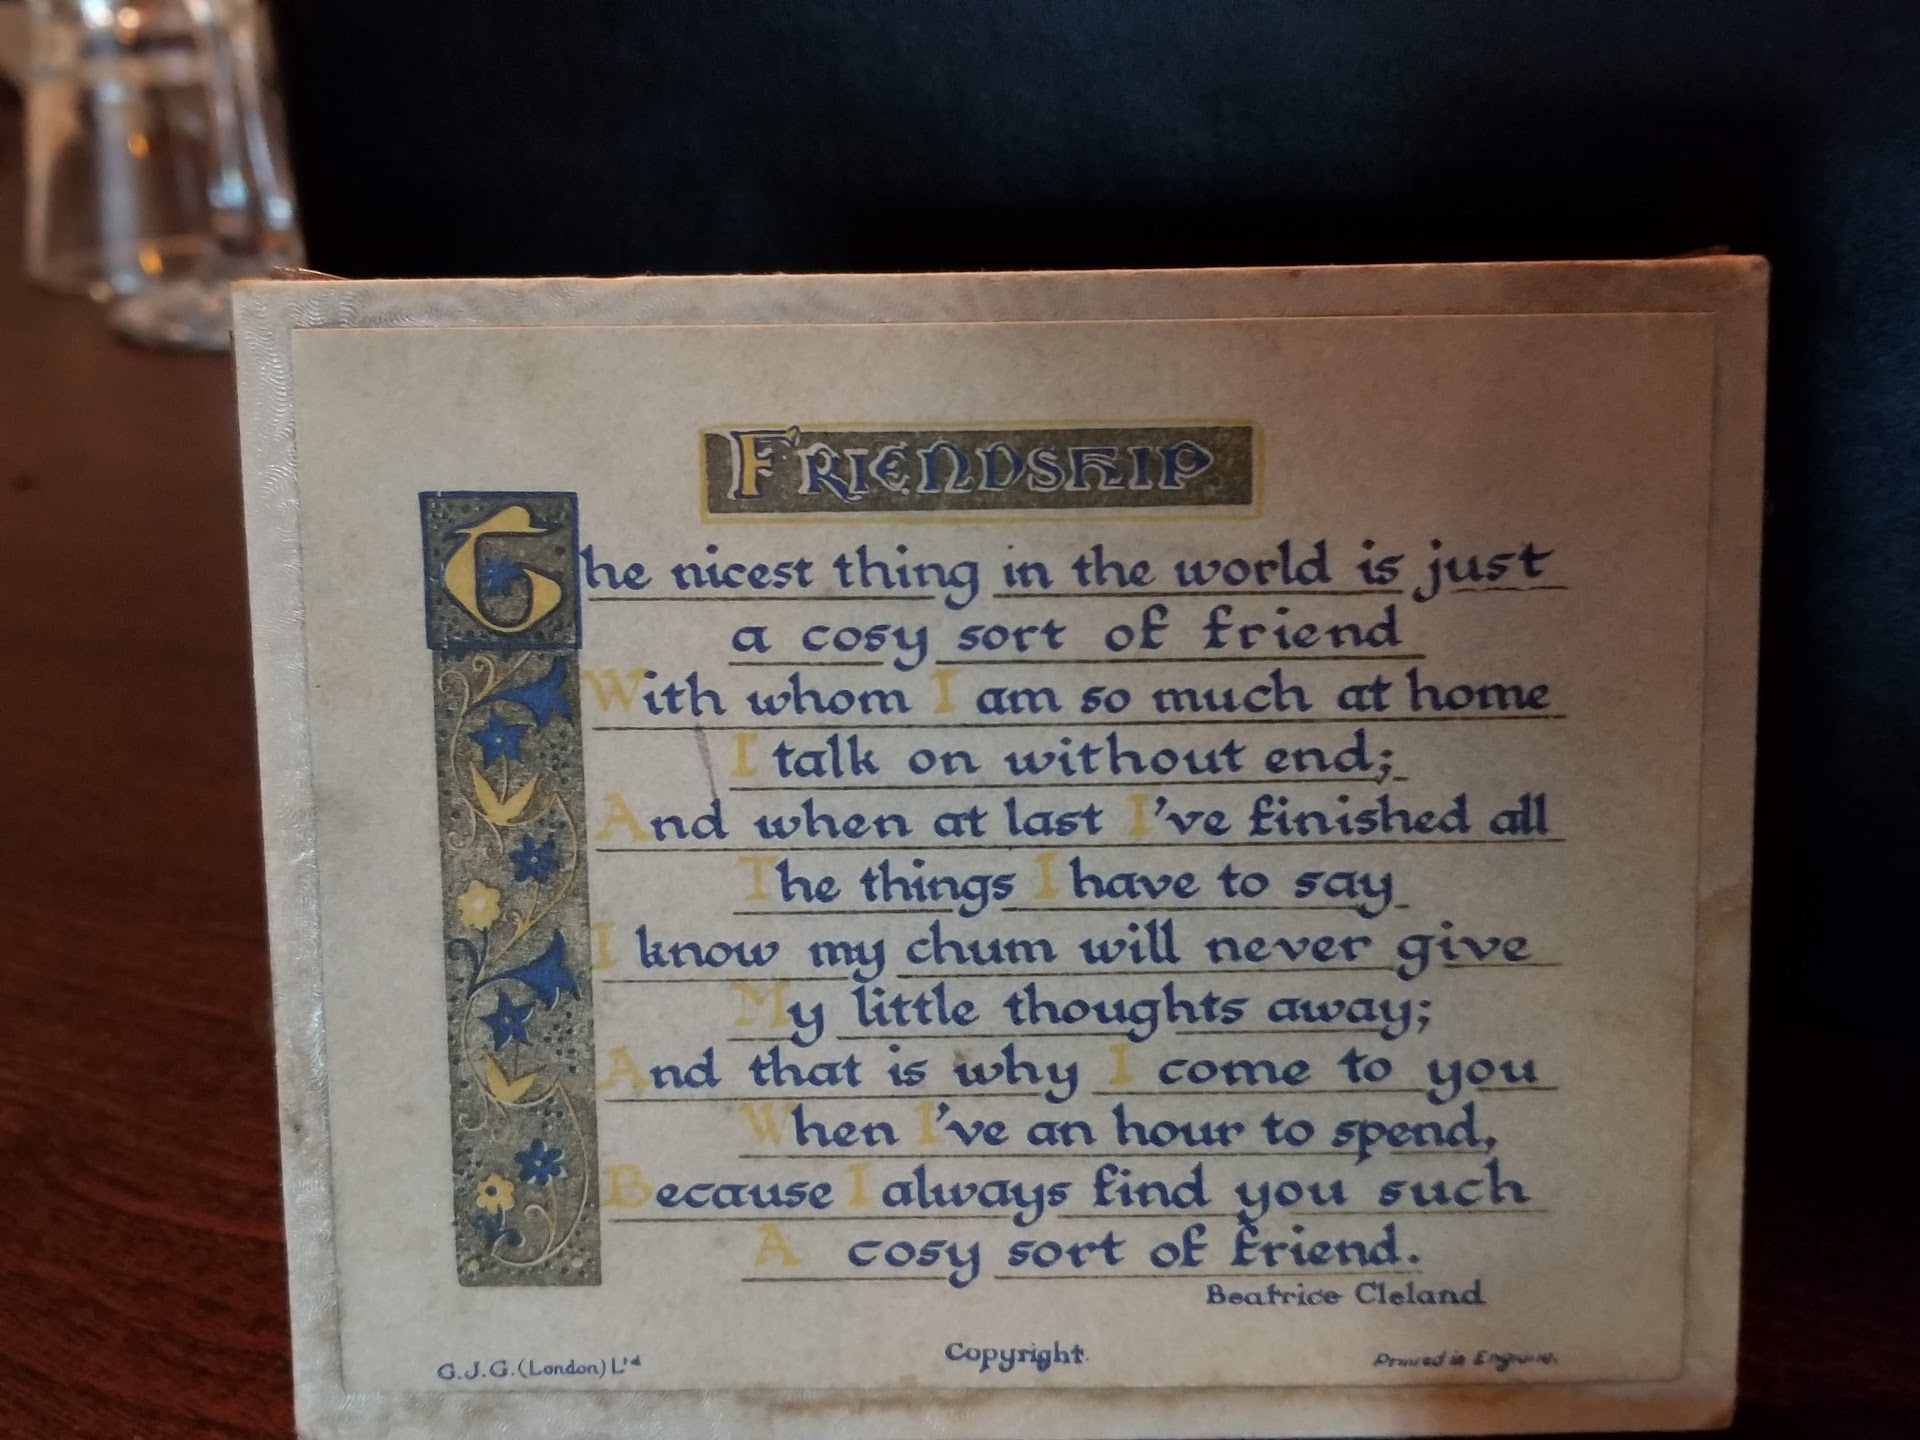 FRIENDSHIP
The nicest thing in the world is just
a cosy sort of friend
With whom I am so much at home
I talk on without end;
And when at last I've finished all
The things I have to say
I know my chum will never give
My little thoughts away;
And that is why I come to you
When I've an hour to spend,
Because I always find you such
A cosy sort of friend.
Beatrice Cleland
G.J.G. (London) Ltd
Copyright.
Printed in England.